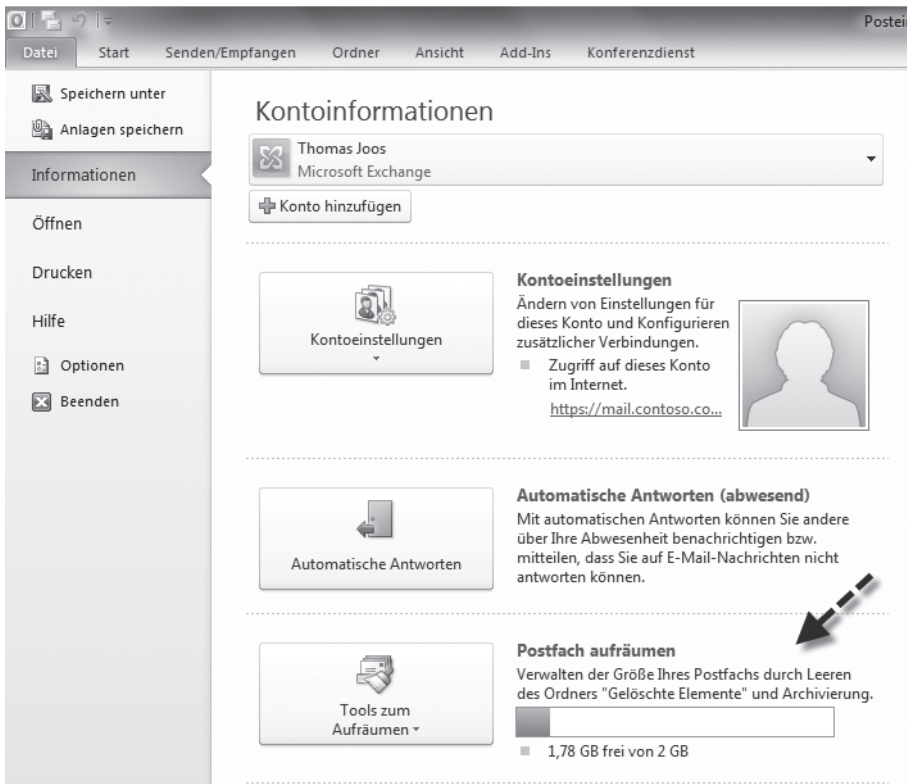 Postei
Datei Start Senden/Empfangen Ordner Ansicht Add-Ins Konferenzdienst
Speichern unter
Anlagen speichern
Informationen
Öffnen
Drucken
Hilfe
Optionen
Beenden
Kontoinformationen
Thomas Joos
Microsoft Exchange
Konto hinzufügen
Kontoeinstellungen
Kontoeinstellungen
Ändern von Einstellungen für
dieses Konto und Konfigurieren
zusätzlicher Verbindungen.
Zugriff auf dieses Konto
im Internet.
https://mail.contoso.co...
Automatische Antworten
Automatische Antworten (abwesend)
Mit automatischen Antworten können Sie andere
über Ihre Abwesenheit benachrichtigen bzw.
mitteilen, dass Sie auf E-Mail-Nachrichten nicht
antworten können.
Tools zum
Aufräumen
Postfach aufräumen
Verwalten der Größe Ihres Postfachs durch Leeren
des Ordners "Gelöschte Elemente" und Archivierung.
1,78 GB frei von 2 GB